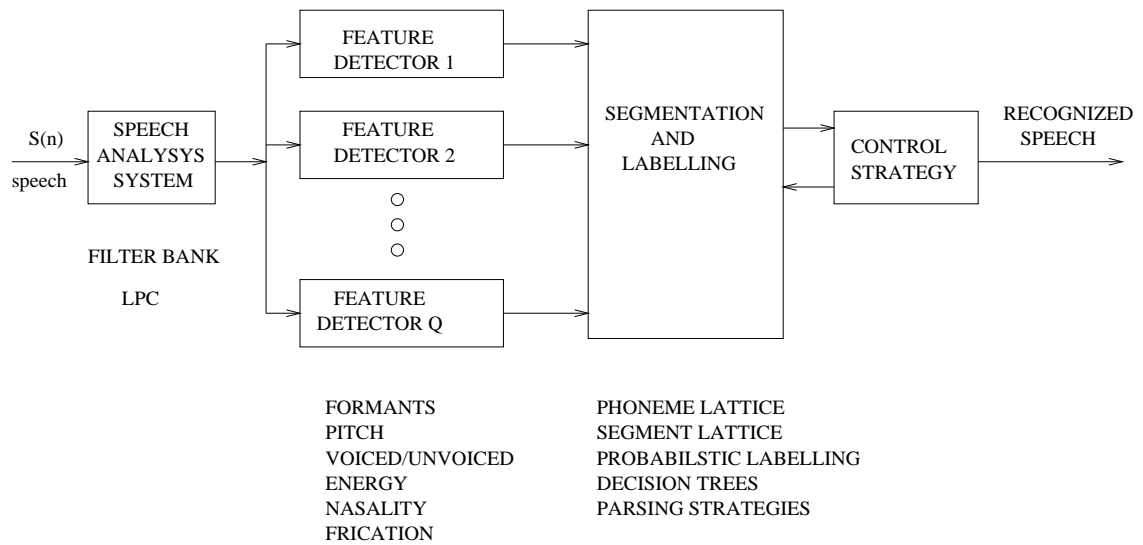 S(n)
speech
SPEECH
ANALYSYS
SYSTEM
FILTER BANK
LPC
FEATURE
DETECTOR 1
FEATURE
DETECTOR 2
FEATURE
DETECTOR Q
FORMANTS
PITCH
VOICED/UNVOICED
ENERGY
NASALITY
FRICATION
SEGMENTATION
AND
LABELLING
PHONEME LATTICE
SEGMENT LATTICE
PROBABILSTIC LABELLING
DECISION TREES
PARSING STRATEGIES
CONTROL
STRATEGY
RECOGNIZED
SPEECH